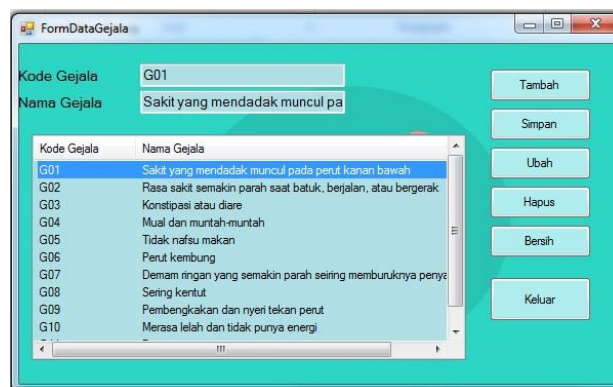 FormDataGejala
Kode Gejala G01
Nama Gejala Sakit yang mendadak muncul pa
Kode Gejala Nama Gejala
G01 Sakit yang mendadak muncul pada perut kanan bawah
G02 Rasa sakit semakin parah saat batuk, berjalan, atau bergerak
G03 Konstipasi atau diare
G04 Mual dan muntah-muntah
G05 Tidak nafsu makan
G06 Perut kembung
G07 Demam ringan yang semakin parah seiring memburuknya penya
G08 Sering kentut
G09 Pembengkakan dan nyeri tekan perut
G10 Merasa lelah dan tidak punya energi
Tambah
Simpan
Ubah
Hapus
Bersih
Keluar